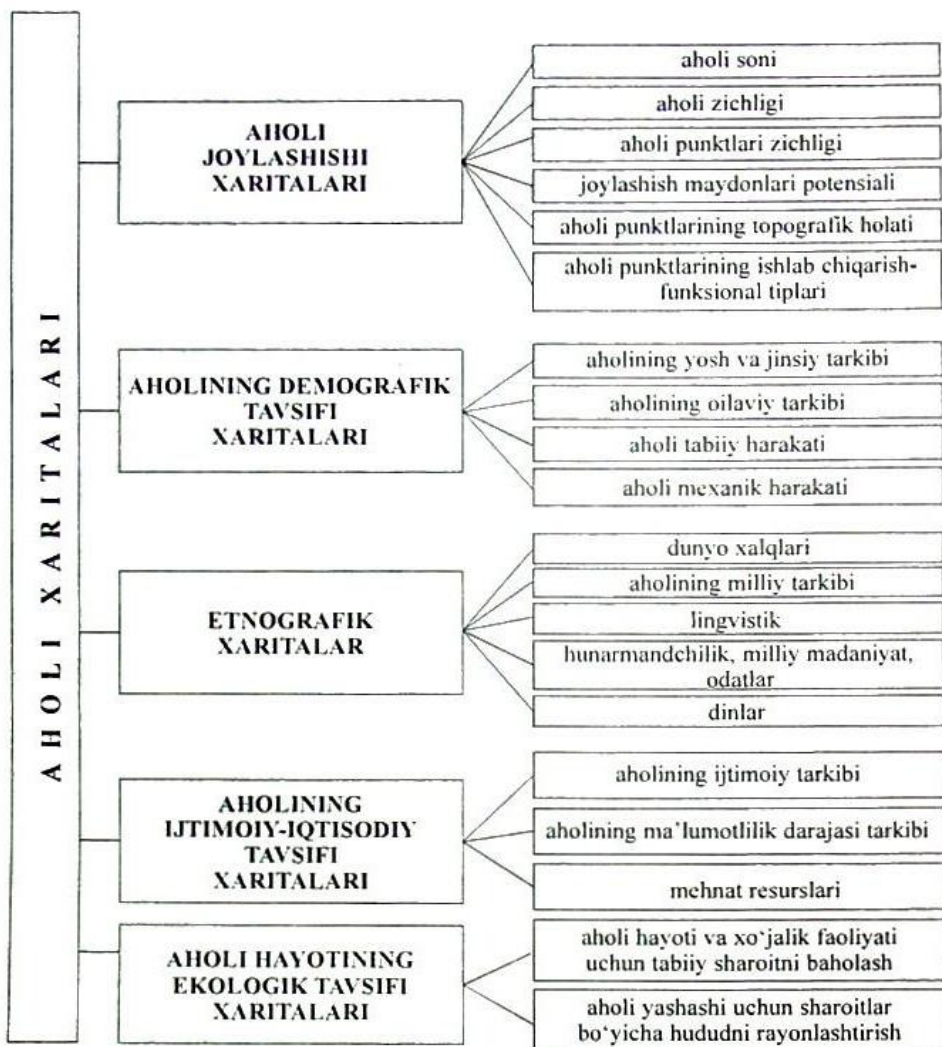 AHOLI XARITALARI
AHOLI
JOYLASHISHI
XARITALARI
aholi soni
aholi zichligi
aholi punktlari zichligi
joylashish maydonlari potensiali
aholi punktlarining topografik holati
aholi punktlarining ishlab chiqarish-
funksional tiplari
AHOLINING DEMOGRAFIK
TAVSIFI
XARITALARI
aholining yosh va jinsiy tarkibi
aholining oilaviy tarkibi
aholi tabiiy harakati
aholi mexanik harakati
ETNOGRAFIK
XARITALAR
dunyo xalqlari
aholining milliy tarkibi
lingvistik
hunarmandchilik, milliy madaniyat,
odatlar
dinlar
AHOLINING
IJTIMOIY-IQTISODIY
TAVSIFI
XARITALARI
aholining ijtimoiy tarkibi
aholining ma'lumotlilik darajasi tarkibi
mehnat resurslari
AHOLI HAYOTINING
EKOLOGIK TAVSIFI
XARITALARI
aholi hayoti va xo‘jalik faoliyati
uchun tabiiy sharoitni baholash
aholi yashashi uchun sharoitlar
bo‘yicha hududni rayonlashtirish